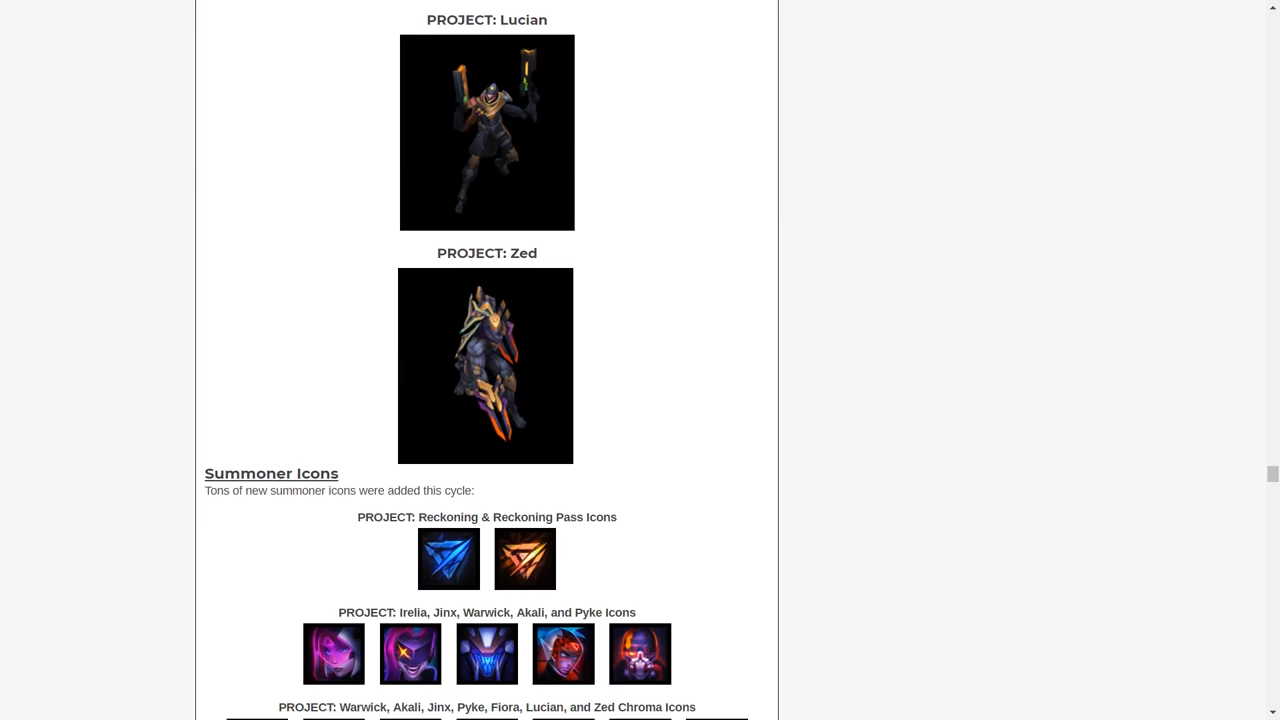 PROJECT: Lucian
PROJECT: Zed
Summoner Icons
Tons of new summoner icons were added this cycle:
PROJECT: Reckoning & Reckoning Pass Icons
PROJECT: Irelia, Jinx, Warwick, Akali, and Pyke Icons
PROJECT: Warwick, Akali, Jinx, Pyke, Fiora, Lucian, and Zed Chroma Icons